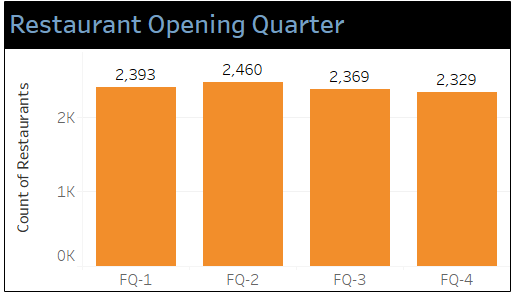 Restaurant Opening Quarter
Count of Restaurants
2,393
2,460
2,369
2,329
2K
1K
0K
FQ-1
FQ-2
FQ-3
FQ-4